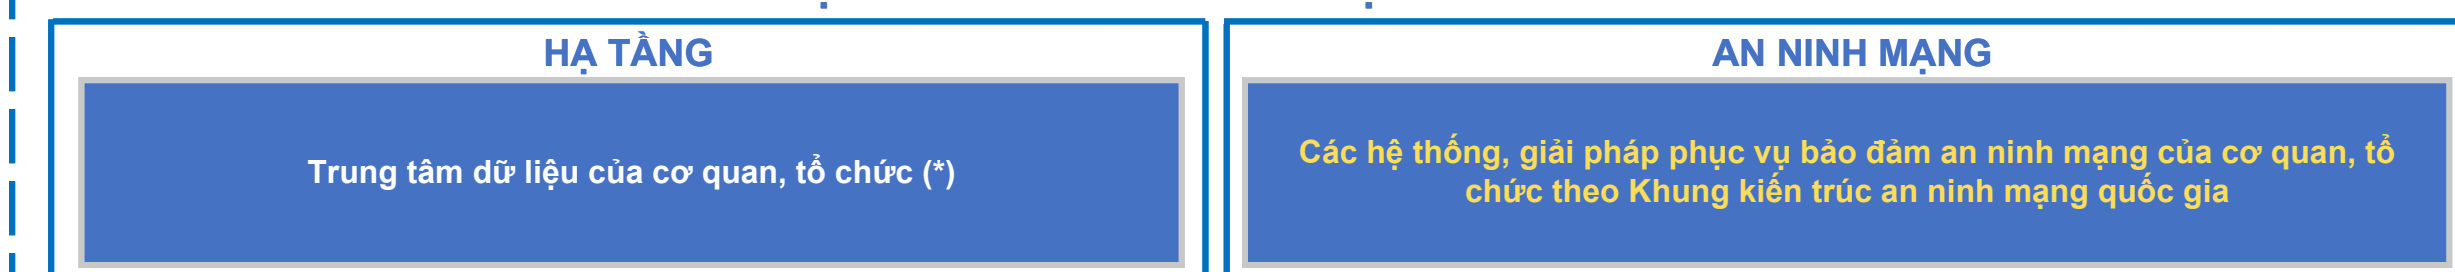 HẠ TẦNG
Trung tâm dữ liệu của cơ quan, tổ chức (*)
AN NINH MẠNG
Các hệ thống, giải pháp phục vụ bảo đảm an ninh mạng của cơ quan, tổ
chức theo Khung kiến trúc an ninh mạng quốc gia